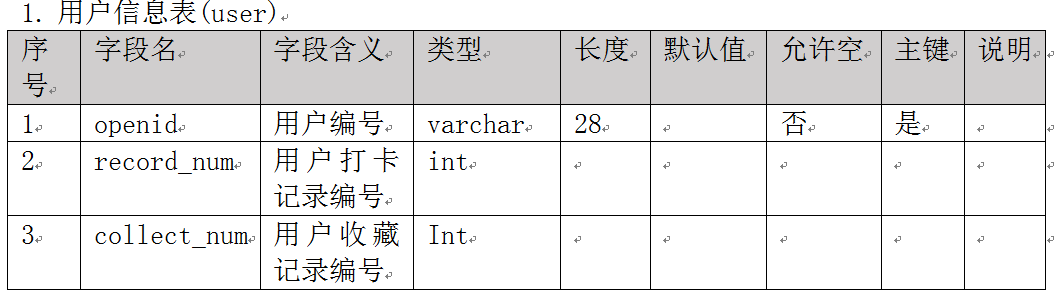 1. 用户信息表(user)
序号 字段名 字段含义 类型 长度 默认值 允许空 主键 说明
1 openid 用户编号 varchar 28 否 是
2 record_num 用户打卡记录编号 int
3 collect_num 用户收藏记录编号 Int